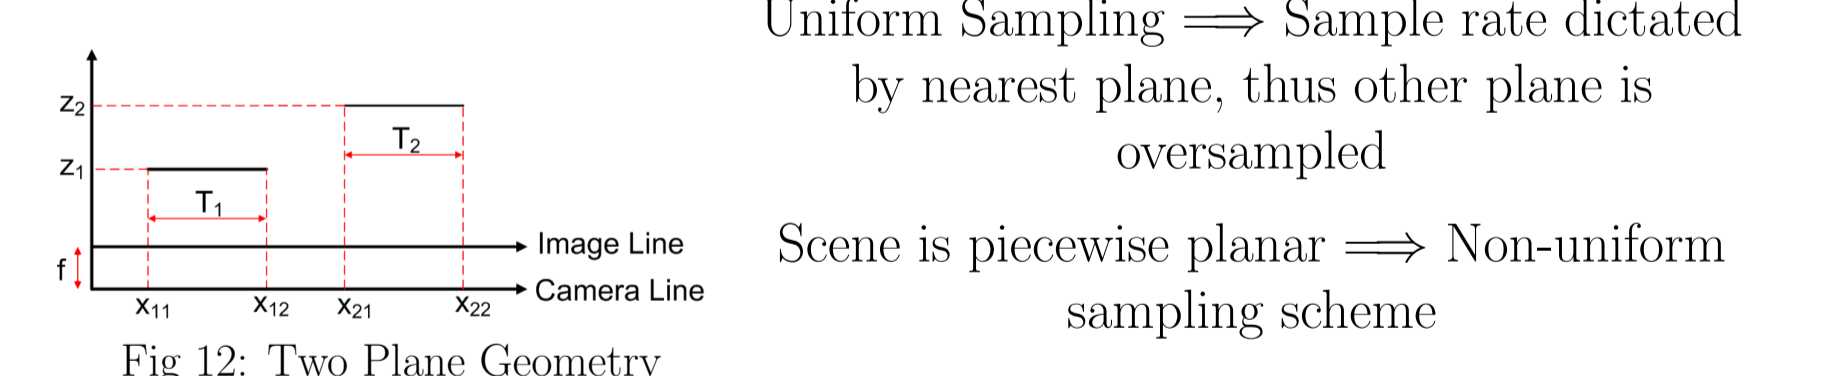 Z₂
T₂
Z₁
T₁
Image Line
f
Camera Line
x₁₁ x₁₂ x₂₁ x₂₂
Fig 12: Two Plane Geometry
Uniform Sampling ⟹ Sample rate dictated
by nearest plane, thus other plane is
oversampled
Scene is piecewise planar ⟹ Non-uniform
sampling scheme